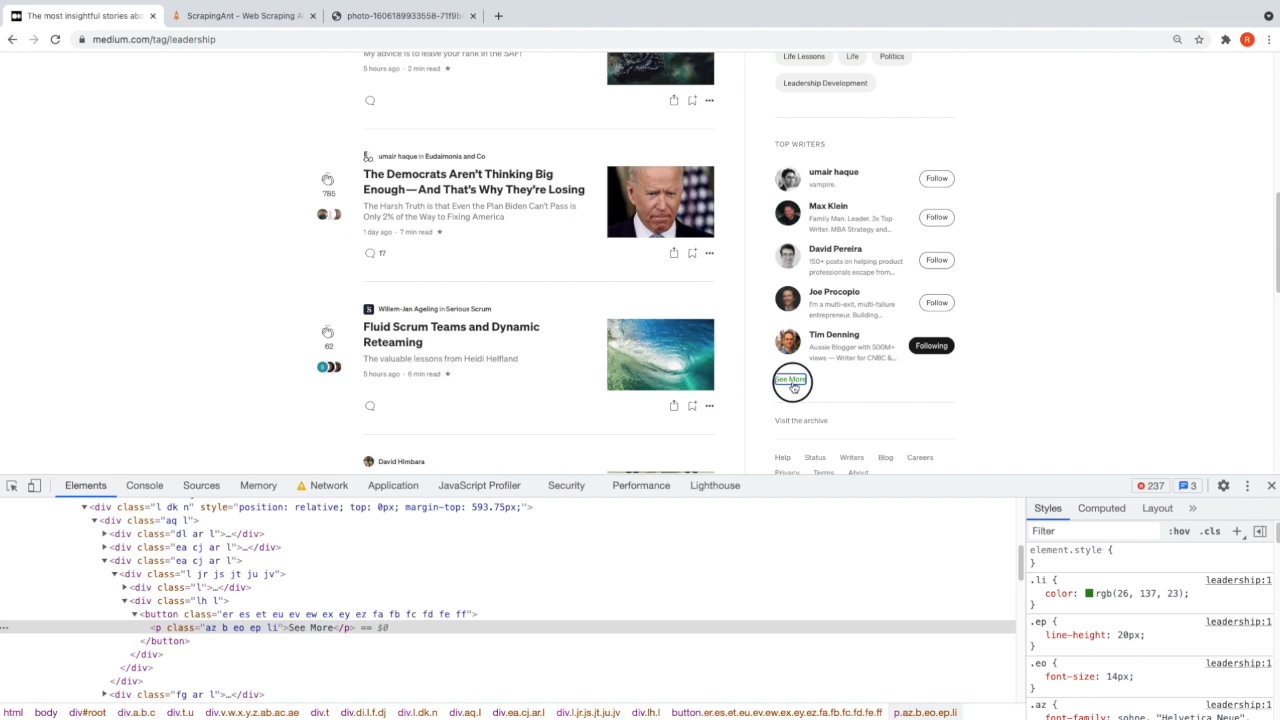 The most insightful stories abo
ScrapingAnt - Web Scraping A
photo-1606189933558-71f9b
medium.com/tag/leadership
R
My advice is to leave your rank in the SAF!
5 hours ago · 2 min read
umair haque in Eudaimonia and Co
The Democrats Aren't Thinking Big
Enough—And That's Why They're Losing
The Harsh Truth is that Even the Plan Biden Can't Pass is
Only 2% of the Way to Fixing America
1 day ago · 7 min read
785
17
Willem-Jan Ageling in Serious Scrum
Fluid Scrum Teams and Dynamic
Reteaming
The valuable lessons from Heidi Helfland
5 hours ago · 6 min read
62
David Himbara
Life Lessons
Life
Politics
Leadership Development
TOP WRITERS
umair haque
vampire.
Follow
Max Klein
Family Man. Leader. 3x Top
Writer. MBA Strategy and...
Follow
David Pereira
150+ posts on helping product
professionals escape from...
Follow
Joe Procopio
I'm a multi-exit, multi-failure
entrepreneur. Building...
Follow
Tim Denning
Aussie Blogger with 500M+
views — Writer for CNBC &...
Following
See More
Visit the archive
Help Status Writers Blog Careers
Privacy Terms About
Elements Console Sources Memory Network Application JavaScript Profiler Security Performance Lighthouse
237
3
<div class="l dk n" style="position: relative; top: 0px; margin-top: 593.75px;">
<div class="aq l">
<div class="dl ar l">…</div>
<div class="ea cj ar l">…</div>
<div class="ea cj ar l">
<div class="l jr js jt ju jv">
<div class="l">…</div>
<div class="lh l">
<button class="er es et eu ev ew ex ey ez fa fb fc fd fe ff">
<p class="az b eo ep li">See More</p> == $0
</button>
</div>
</div>
</div>
<div class="fg ar l">…</div>
html body div#root div.a.b.c div.t.u div.v.w.x.y.z.ab.ac.ae div.t div.di.l.f.dj div.l.dk.n div.aq.l div.ea.cj.ar.l div.l.jr.js.jt.ju.jv div.lh.l button.er.es.et.eu.ev.ew.ex.ey.ez.fa.fb.fc.fd.fe.ff p.az.b.eo.ep.li
Styles Computed Layout
Filter
:hov .cls
element.style {
}
.li {
leadership:1
color: rgb(26, 137, 23);
}
.ep {
leadership:1
line-height: 20px;
}
.eo {
leadership:1
font-size: 14px;
}
.az {
leadership:1
font-family: sohne, "Helvetica Neue",